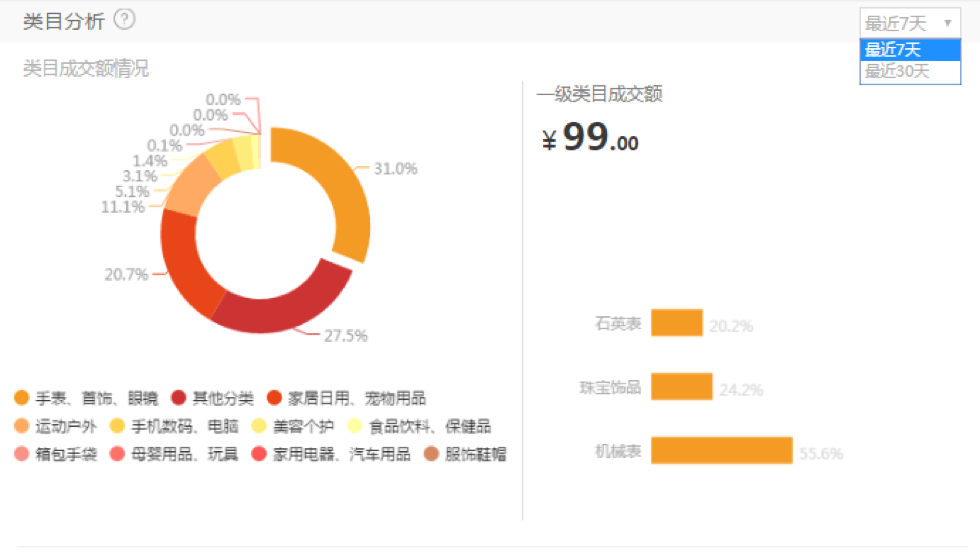 类目分析 ?
最近7天
最近7天
最近30天
类目成交额情况
一级类目成交额
¥ 99.00
0.0%
0.0%
0.0%
0.1%
1.4%
3.1%
5.1%
11.1%
31.0%
20.7%
27.5%
石英表 20.2%
珠宝饰品 24.2%
机械表 55.6%
手表、首饰、眼镜 其他分类 家居日用、宠物用品
运动户外 手机数码、电脑 美容个护 食品饮料、保健品
箱包手袋 母婴用品、玩具 家用电器、汽车用品 服饰鞋帽